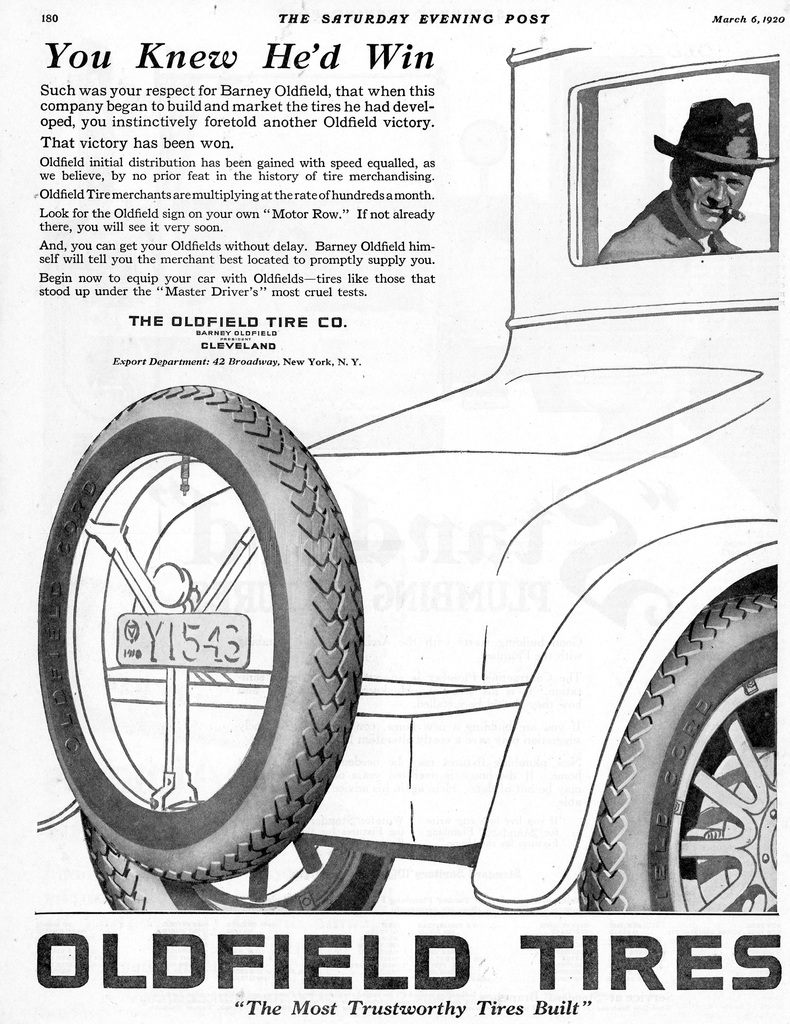 180
THE SATURDAY EVENING POST
March 6, 1920
You Knew He'd Win
Such was your respect for Barney Oldfield, that when this
company began to build and market the tires he had devel-
oped, you instinctively foretold another Oldfield victory.
That victory has been won.
Oldfield initial distribution has been gained with speed equalled, as
we believe, by no prior feat in the history of tire merchandising.
Oldfield Tire merchants are multiplying at the rate of hundreds a month.
Look for the Oldfield sign on your own "Motor Row." If not already
there, you will see it very soon.
And, you can get your Oldfields without delay. Barney Oldfield him-
self will tell you the merchant best located to promptly supply you.
Begin now to equip your car with Oldfields—tires like those that
stood up under the "Master Driver's" most cruel tests.
THE OLDFIELD TIRE CO.
BARNEY OLDFIELD
PRESIDENT
CLEVELAND
Export Department: 42 Broadway, New York, N. Y.
OLDFIELD CORD
Y1543
IELD CORD
OLDFIELD TIRES
"The Most Trustworthy Tires Built"